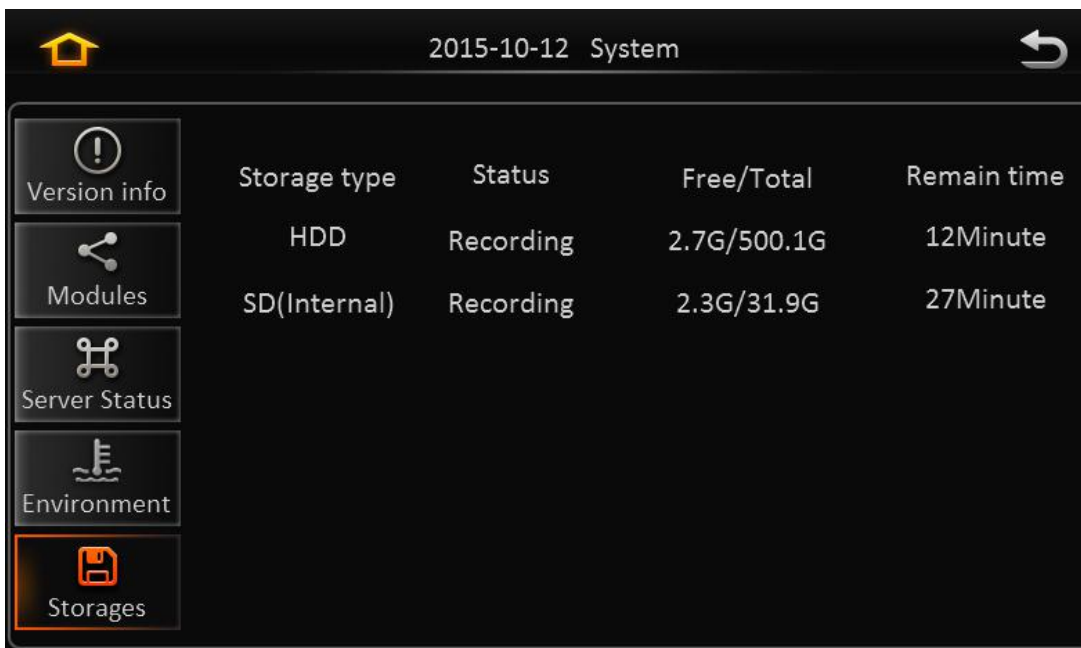 2015-10-12 System
Version info
Modules
Server Status
Environment
Storages
Storage type Status Free/Total Remain time
HDD Recording 2.7G/500.1G 12Minute
SD(Internal) Recording 2.3G/31.9G 27Minute